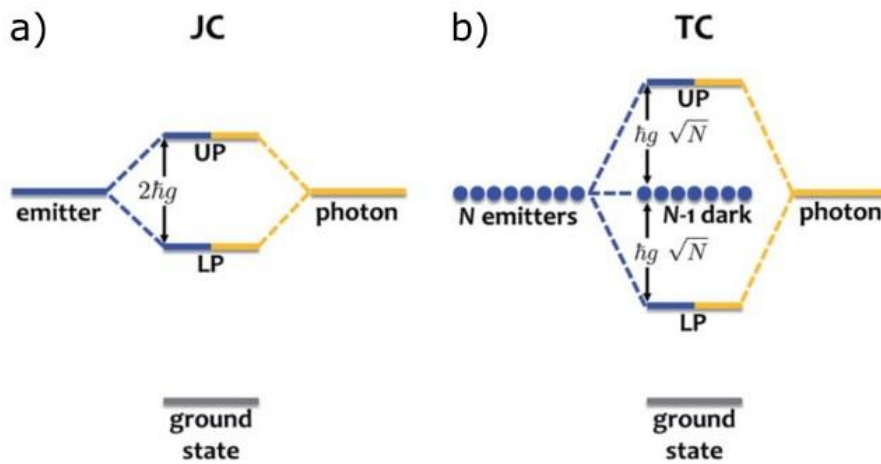 a) JC
UP
2ħg
emitter
photon
LP
ground
state
b) TC
UP
ħg √N
N emitters
N-1 dark
photon
ħg √N
LP
ground
state